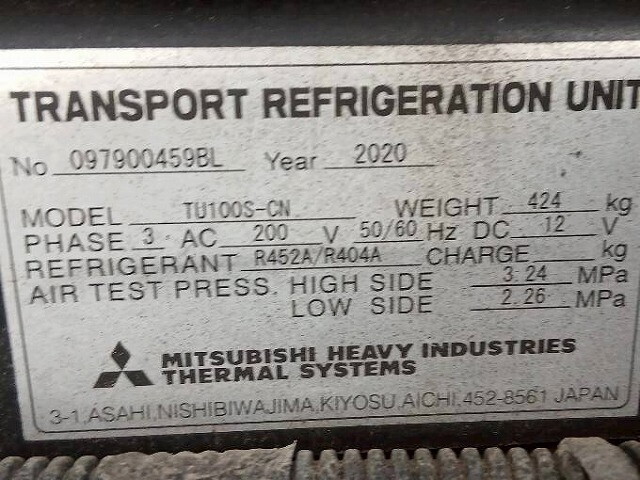 TRANSPORT REFRIGERATION UNIT
No 097900459BL Year 2020
MODEL TU100S-CN WEIGHT 424 kg
PHASE 3 AC 200 V 50/60 Hz DC 12 V
REFRIGERANT R452A/R404A CHARGE kg
AIR TEST PRESS. HIGH SIDE 3.24 MPa
LOW SIDE 2.26 MPa
MITSUBISHI HEAVY INDUSTRIES
THERMAL SYSTEMS
3-1,ASAHI,NISHIBIWAJIMA,KIYOSU,AICHI,452-8561 JAPAN